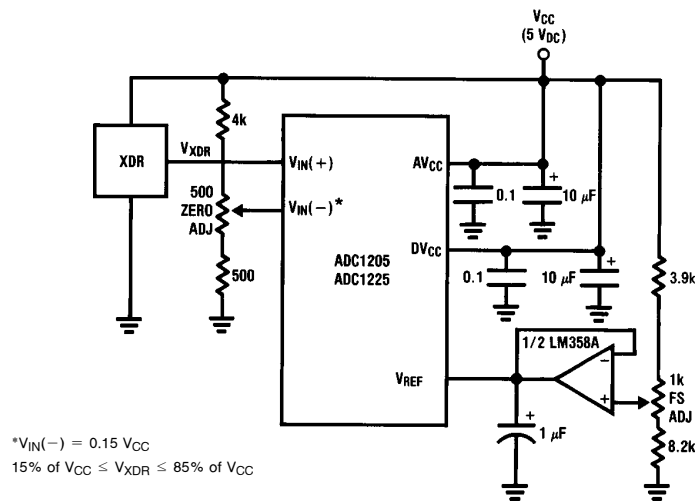 VCC
(5 VDC)
4k
XDR
VXDR
VIN(+)
AVCC
0.1
10 µF
500
ZERO
ADJ
VIN(−)*
ADC1205
ADC1225
DVCC
500
0.1
10 µF
3.9k
1/2 LM358A
−
VREF
+
1k
FS
ADJ
+
1 µF
8.2k
*VIN(−) = 0.15 VCC
15% of VCC ≤ VXDR ≤ 85% of VCC